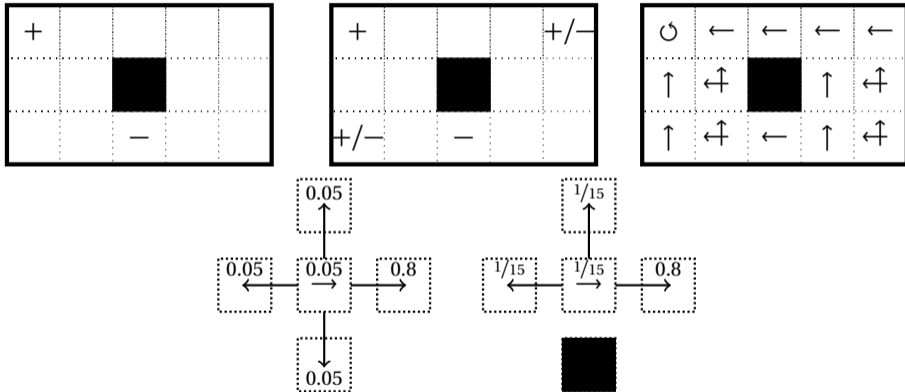 + + +/− ↺ ← ← ← ←
↑ ← ↑ ↑ ← ↑
− +/− − ↑ ← ↑ ← ↑ ← ↑
0.05 1/15
0.05 0.05 0.8 1/15 1/15 0.8
→ →
0.05